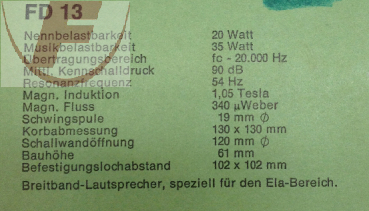 FD 13
Nennbelastbarkeit 20 Watt
Musikbelastbarkeit 35 Watt
Übertragungsbereich fc - 20.000 Hz
Mittl. Kennschalldruck 90 dB
Resonanzfrequenz 54 Hz
Magn. Induktion 1,05 Tesla
Magn. Fluss 340 µWeber
Schwingspule 19 mm Ø
Korbabmessung 130 x 130 mm
Schallwandöffnung 120 mm Ø
Bauhöhe 61 mm
Befestigungslochabstand 102 x 102 mm
Breitband-Lautsprecher, speziell für den Ela-Bereich.